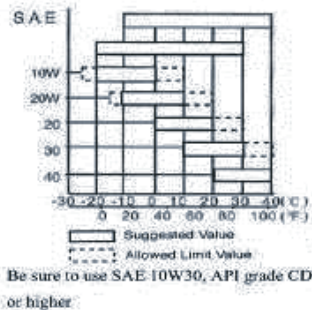 SAE
10W
20W
20
30
40
-30 -20 -10 0 10 20 30 40 (°C)
0 20 40 60 80 100 (°F)
Suggested Value
Allowed Limit Value
Be sure to use SAE 10W30, API grade CD
or higher